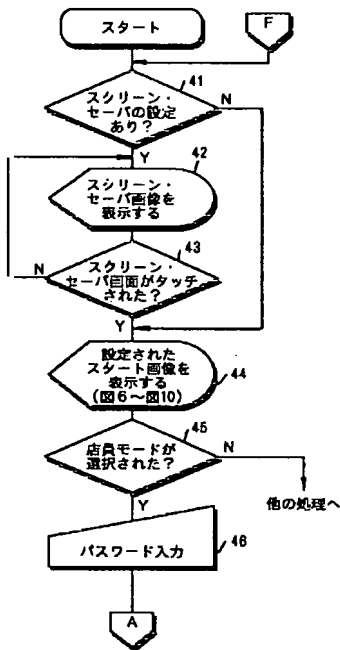 スタート
F
41
スクリーン・
セーバの設定
あり?
N
Y
42
スクリーン・
セーバ画像を
表示する
43
N
スクリーン・
セーバ画面がタッチ
された?
Y
設定された
スタート画像を
表示する
(図6〜図10)
44
45
店員モードが
選択された?
N
Y
他の処理へ
パスワード入力
46
A